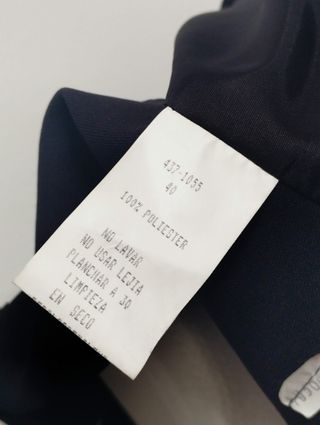 437-1055
40
100% POLIESTER
NO LAVAR
NO USAR LEJIA
PLANCHAR A 30
LIMPIEZA
EN SECO